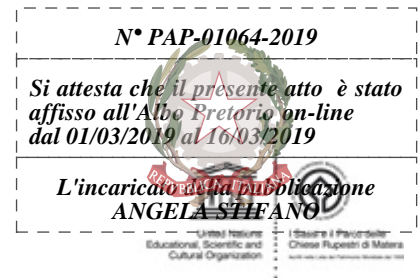 N° PAP-01064-2019
Si attesta che il presente atto è stato
affisso all'Albo Pretorio on-line
dal 01/03/2019 al 16/03/2019
L'incaricato della pubblicazione
ANGELA STIFANO
REPVBBLICA ITALIANA
United Nations
Educational, Scientific and
Cultural Organization
I Sassi e il Parco delle
Chiese Rupestri di Matera